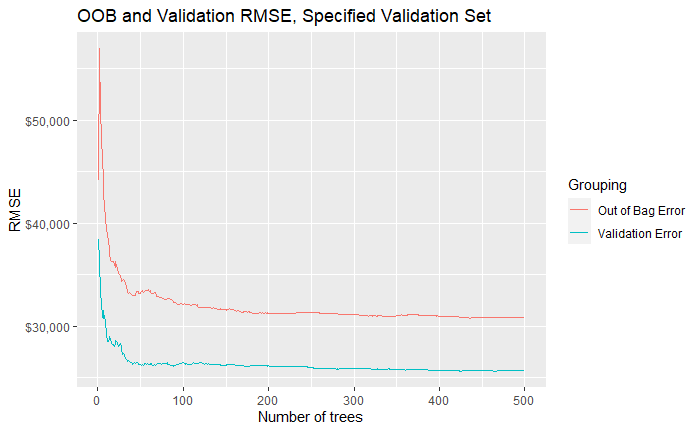 OOB and Validation RMSE, Specified Validation Set
RMSE
$50,000
$40,000
$30,000
0 100 200 300 400 500
Number of trees
Grouping
Out of Bag Error
Validation Error